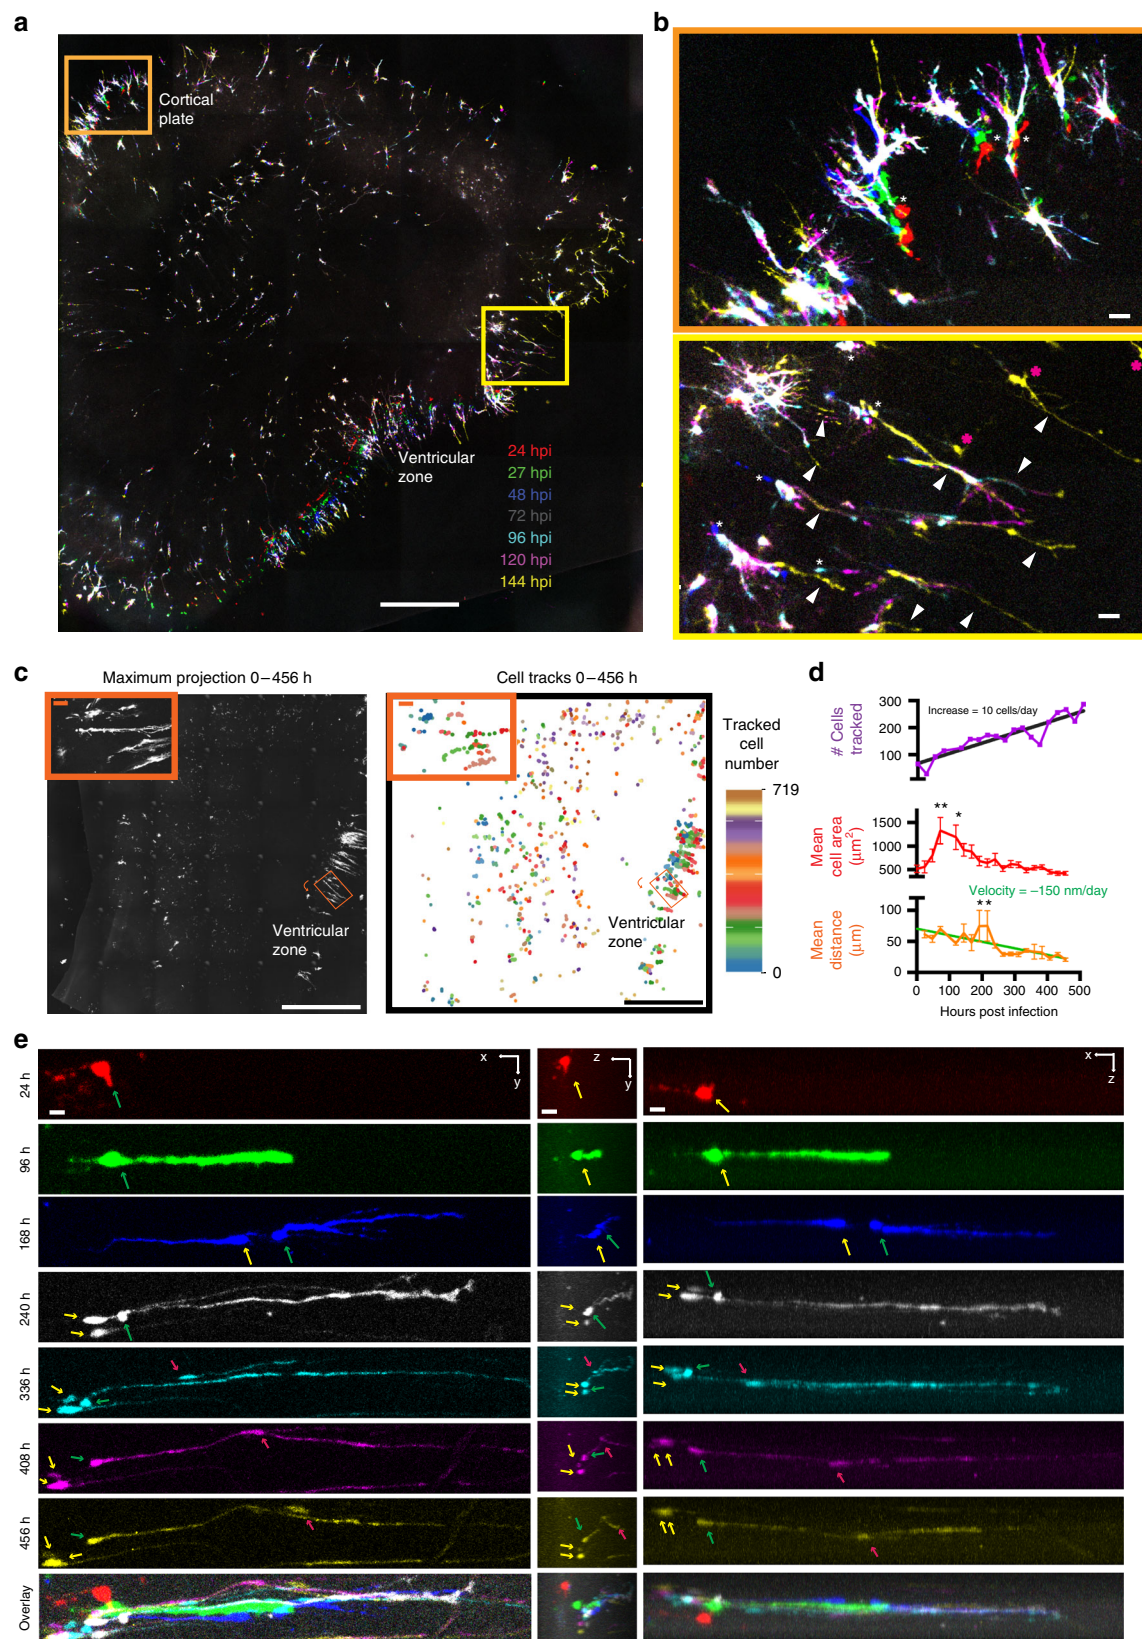 a
Cortical
plate
Ventricular
zone
24 hpi
27 hpi
48 hpi
72 hpi
96 hpi
120 hpi
144 hpi
b
*
*
*
*
*
*
*
*
*
*
*
*
c
Maximum projection 0–456 h
Ventricular
zone
Cell tracks 0–456 h
Ventricular
zone
Tracked
cell
number
719
0
d
# Cells
tracked
300
200
100
Increase = 10 cells/day
Mean
cell area
(μm²)
1500
1000
500
**
*
Velocity = –150 nm/day
Mean
distance
(μm)
100
50
0
**
0 100 200 300 400 500
Hours post infection
e
24 h
x
y
z
y
x
z
96 h
168 h
240 h
336 h
408 h
456 h
Overlay